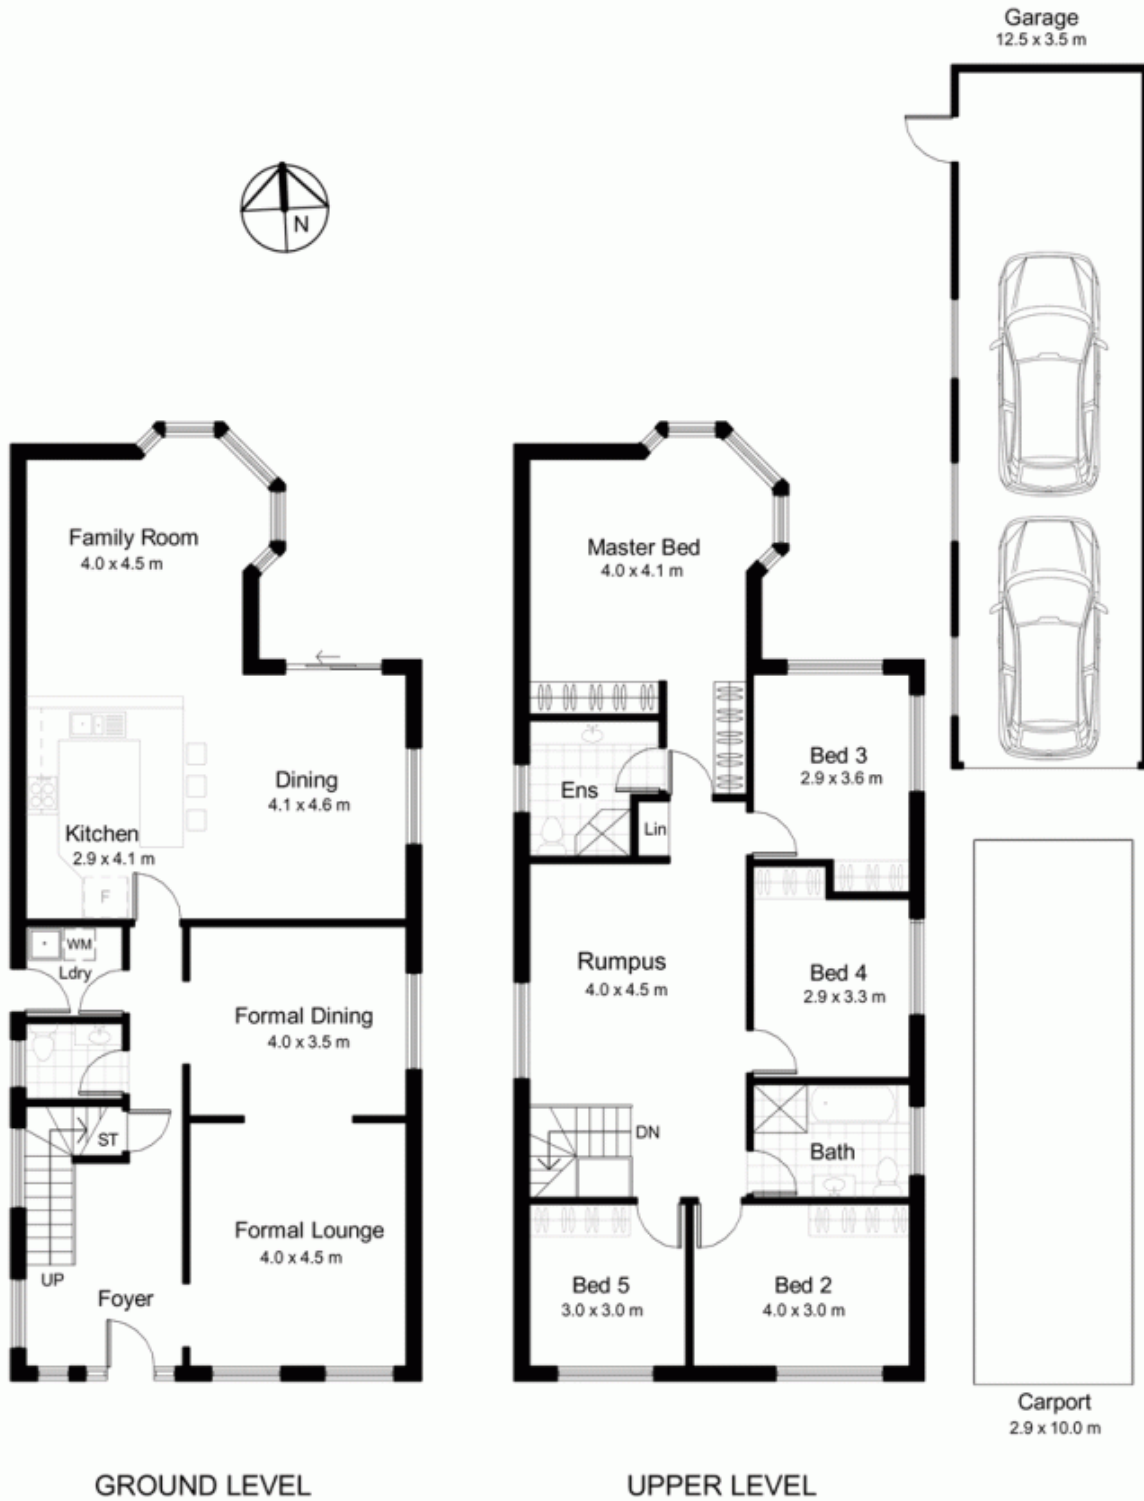 Garage
12.5 x 3.5 m
N
Family Room
4.0 x 4.5 m
Dining
4.1 x 4.6 m
Kitchen
2.9 x 4.1 m
F
WM
Ldry
Formal Dining
4.0 x 3.5 m
ST
Formal Lounge
4.0 x 4.5 m
UP
Foyer
GROUND LEVEL
Master Bed
4.0 x 4.1 m
Bed 3
2.9 x 3.6 m
Ens
Lin
Rumpus
4.0 x 4.5 m
Bed 4
2.9 x 3.3 m
DN
Bath
Bed 5
3.0 x 3.0 m
Bed 2
4.0 x 3.0 m
UPPER LEVEL
Carport
2.9 x 10.0 m